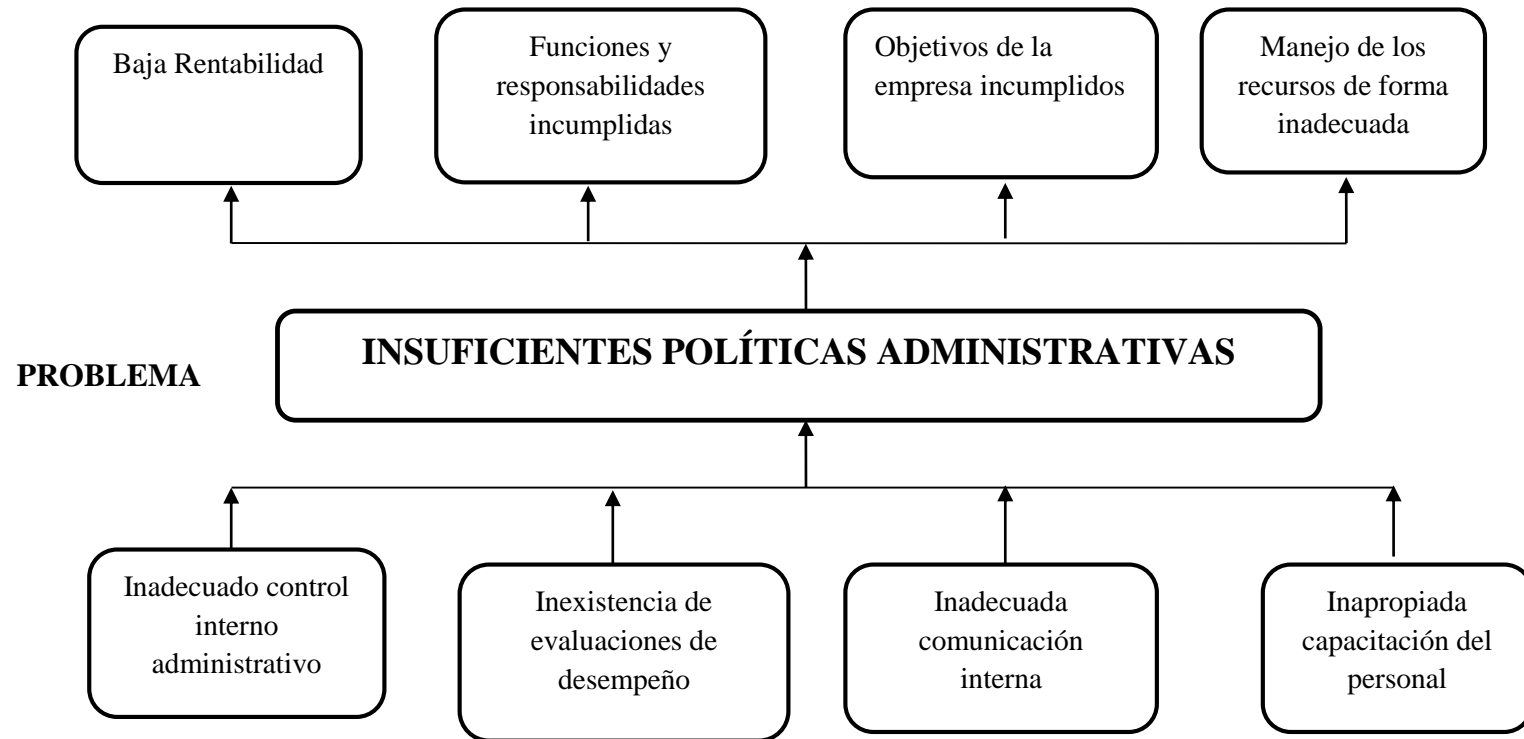 Baja Rentabilidad
Funciones y
responsabilidades
incumplidas
Objetivos de la
empresa incumplidos
Manejo de los
recursos de forma
inadecuada
PROBLEMA
INSUFICIENTES POLÍTICAS ADMINISTRATIVAS
Inadecuado control
interno
administrativo
Inexistencia de
evaluaciones de
desempeño
Inadecuada
comunicación
interna
Inapropiada
capacitación del
personal